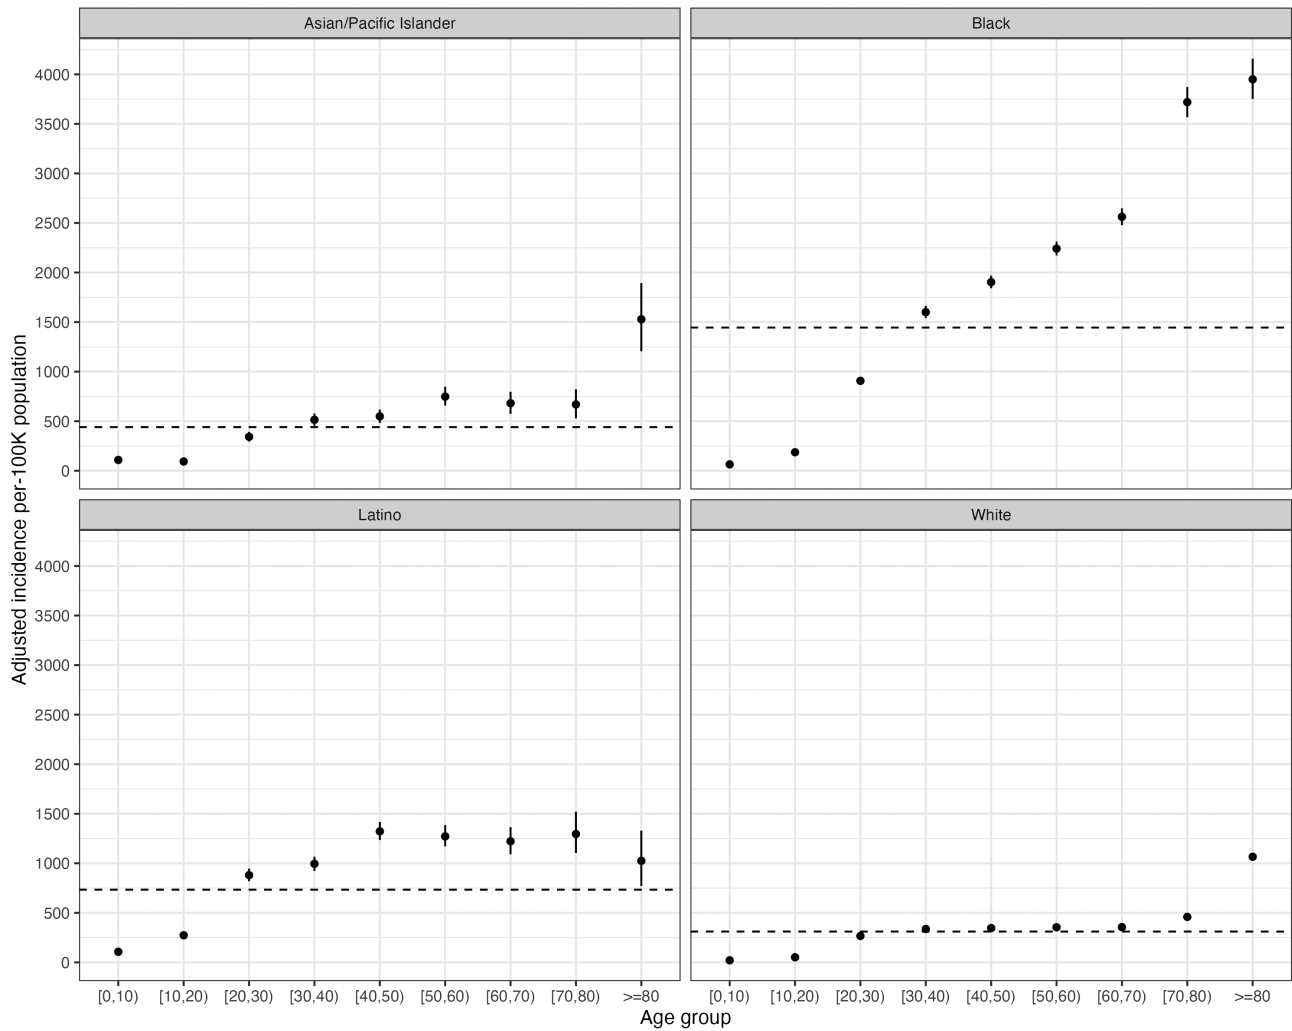 Asian/Pacific Islander
Black
4000
3500
3000
2500
2000
1500
1000
500
0
Latino
White
4000
3500
3000
2500
2000
1500
1000
500
0
Adjusted incidence per-100K population
[0,10) [10,20) [20,30) [30,40) [40,50) [50,60) [60,70) [70,80) >=80
[0,10) [10,20) [20,30) [30,40) [40,50) [50,60) [60,70) [70,80) >=80
Age group